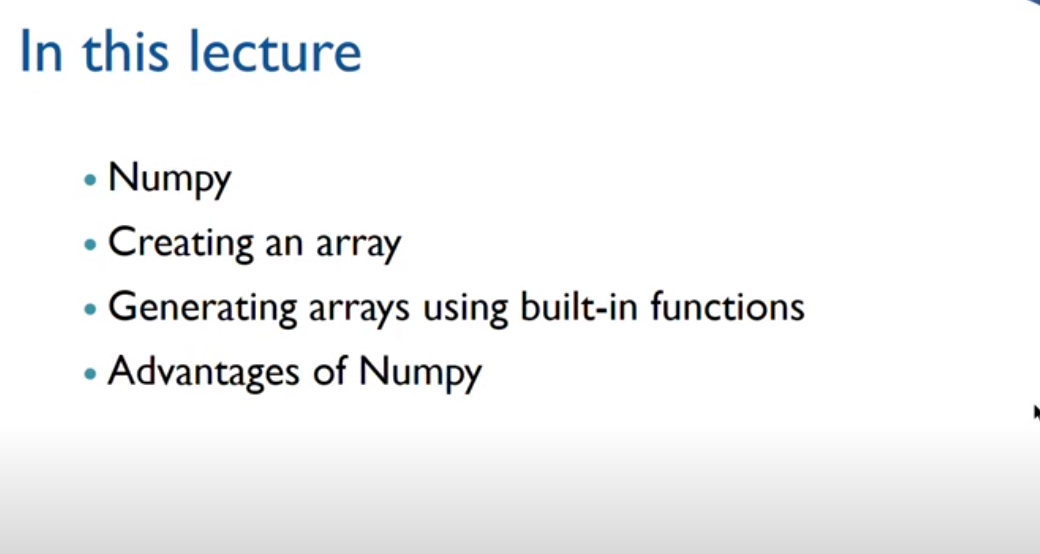 In this lecture
• Numpy
• Creating an array
• Generating arrays using built-in functions
• Advantages of Numpy